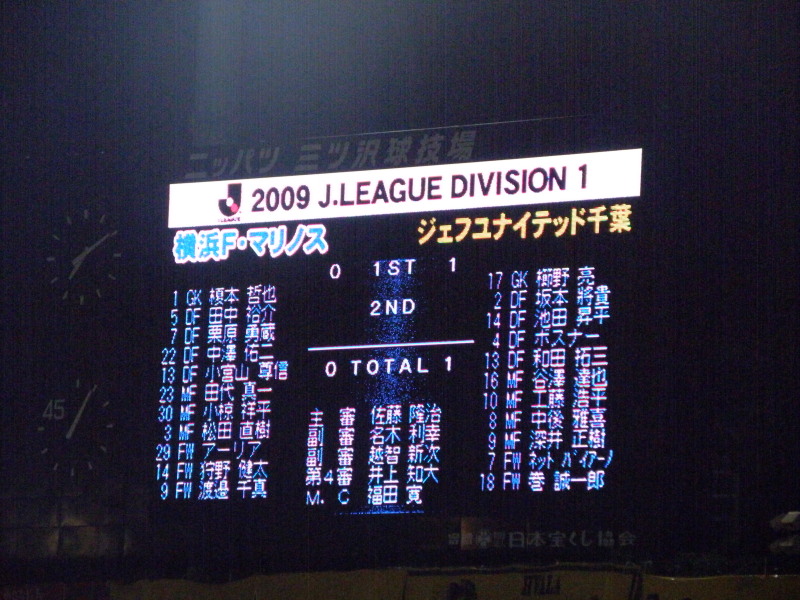 ニッパツ 三ツ沢球技場
2009 J.LEAGUE DIVISION 1
横浜F・マリノス
ジェフユナイテッド千葉
0 1ST 1
2ND
0 TOTAL 1
1 GK 榎本 哲也
5 DF 田中 裕介
7 DF 栗原 勇蔵
22 DF 中澤 佑二
13 DF 小宮山 尊信
23 MF 田代 真一
30 MF 小椋 祥平
3 MF 松田 直樹
29 FW アーリア
14 FW 狩野 健太
9 FW 渡邉 千真
主審 佐藤 隆治
副審 名木 利幸
副審 越智 新次
第4審 井上 知大
M.C 福田 寛
17 GK 櫛野 亮
2 DF 坂本 將貴
14 DF 池田 昇平
4 DF ボスナー
13 DF 和田 拓三
16 MF 谷澤 達也
10 MF 工藤 浩平
8 MF 中後 雅喜
9 MF 深井 正樹
7 FW ネット・バイアーノ
18 FW 巻 誠一郎
45
日本宝くじ協会